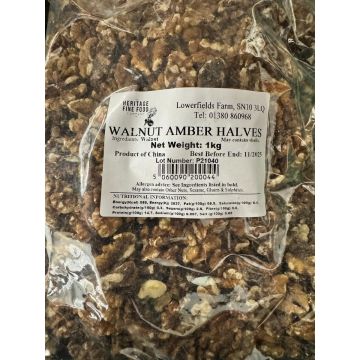 HERITAGE
FINE FOOD
Lowerfields Farm, SN10 3LQ
Tel: 01380 860968
WALNUT AMBER HALVES
Ingredients: Walnut
May contain shells.
Net Weight: 1kg
Product of China
Best Before End: 11/2025
Lot Number: P21040
5 060090 200044
Allergen advice: See Ingredients listed in bold.
May also contain Other Nuts, Sesame, Gluten & Sulphites.
NUTRITIONAL INFORMATION: